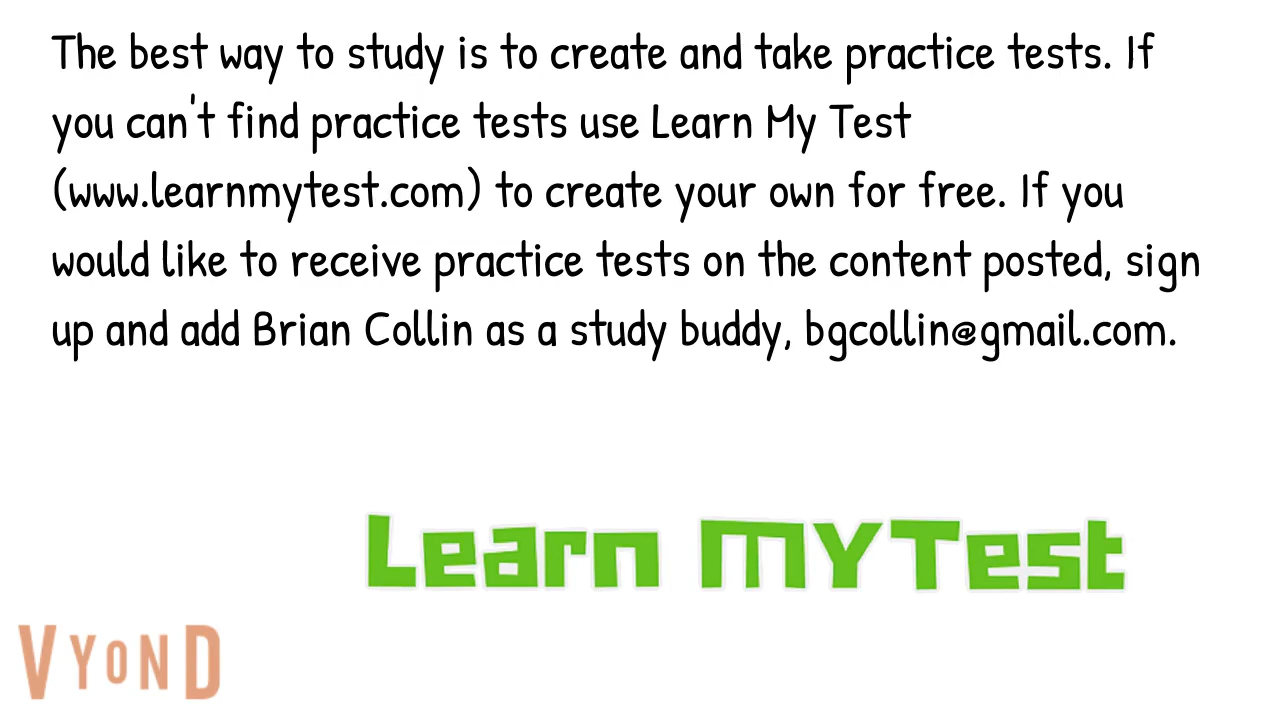 The best way to study is to create and take practice tests. If
you can't find practice tests use Learn My Test
(www.learnmytest.com) to create your own for free. If you
would like to receive practice tests on the content posted, sign
up and add Brian Collin as a study buddy, bgcollin@gmail.com.
Learn MYTest
VYOND